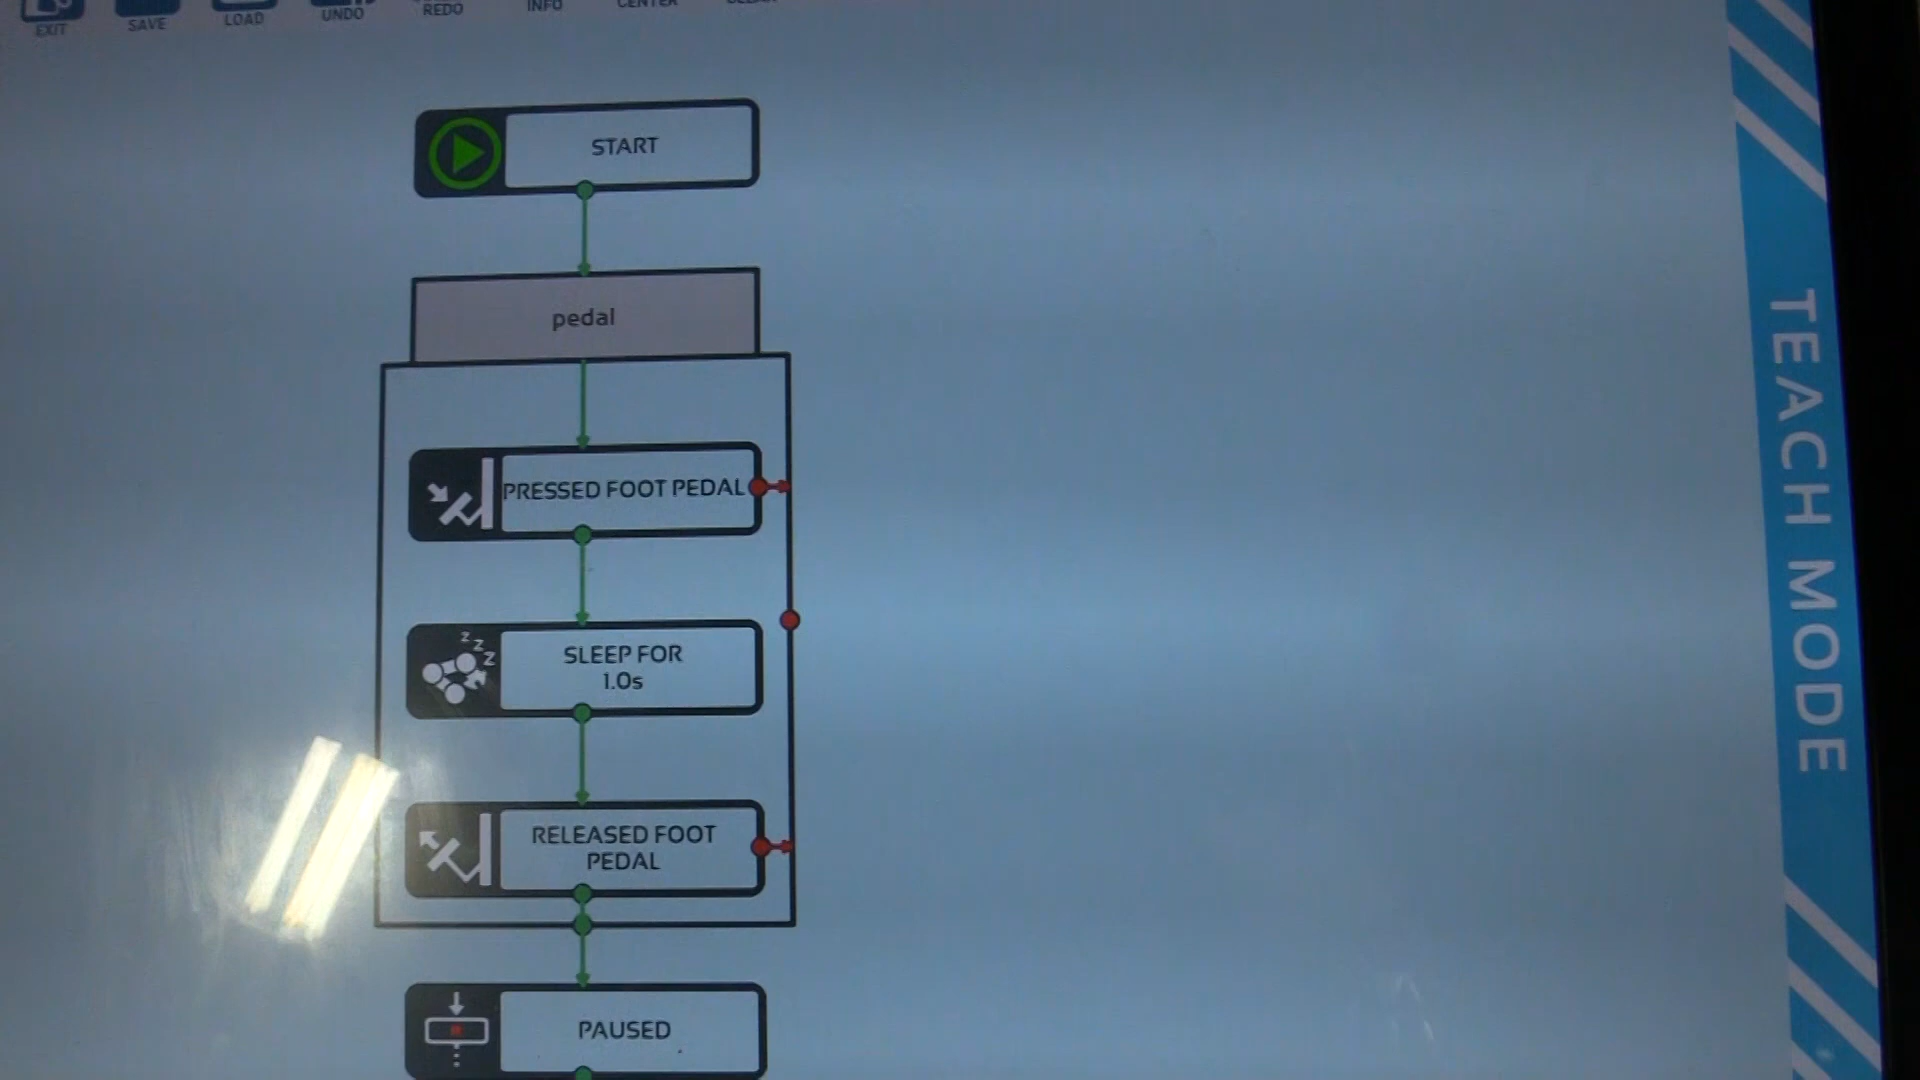 EXIT
SAVE
LOAD
UNDO
REDO
INFO
CENTER
START
pedal
PRESSED FOOT PEDAL
SLEEP FOR
1.0s
RELEASED FOOT
PEDAL
PAUSED
TEACH MODE